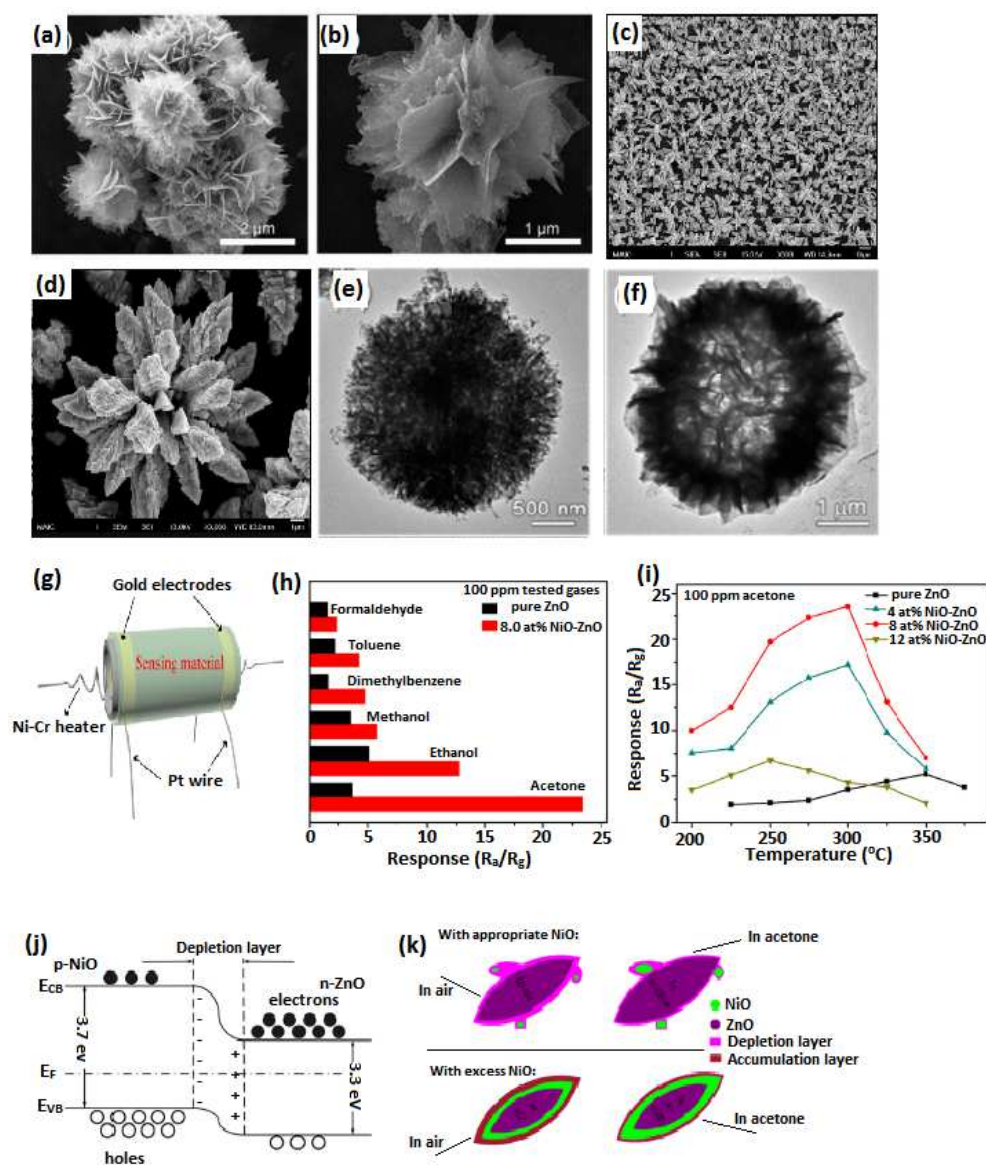 (a)
2 µm
(b)
1 µm
(c)
(d)
(e)
500 nm
(f)
1 µm
(g)
Gold electrodes
Sensing material
Ni-Cr heater
Pt wire
(h)
100 ppm tested gases
pure ZnO
8.0 at% NiO-ZnO
Formaldehyde
Toluene
Dimethylbenzene
Methanol
Ethanol
Acetone
0 5 10 15 20 25
Response (Ra/Rg)
(i)
100 ppm acetone
pure ZnO
4 at% NiO-ZnO
8 at% NiO-ZnO
12 at% NiO-ZnO
Response (Ra/Rg)
25
20
15
10
5
0
200 250 300 350
Temperature (⁰C)
(j)
Depletion layer
p-NiO
n-ZnO
electrons
ECB
3.7 ev
EF
EVB
3.3 eV
holes
(k)
With appropriate NiO:
In acetone
In air
NiO
ZnO
Depletion layer
Accumulation layer
With excess NiO:
In air
In acetone